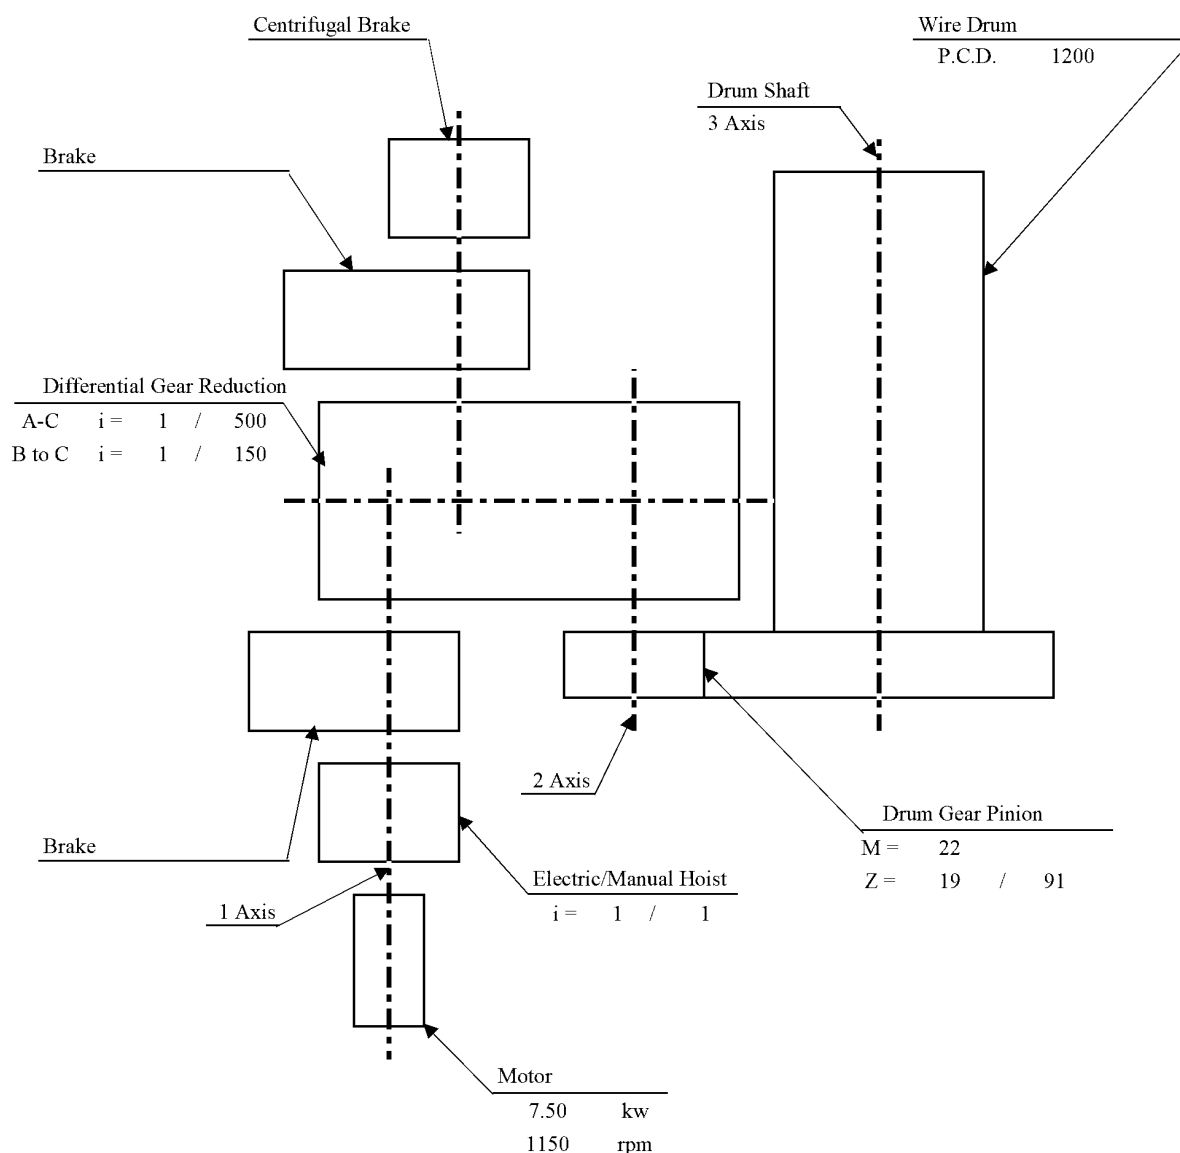 Centrifugal Brake
Wire Drum
P.C.D. 1200
Drum Shaft
3 Axis
Brake
Differential Gear Reduction
A-C i = 1 / 500
B to C i = 1 / 150
2 Axis
Drum Gear Pinion
M = 22
Z = 19 / 91
Brake
Electric/Manual Hoist
i = 1 / 1
1 Axis
Motor
7.50 kw
1150 rpm